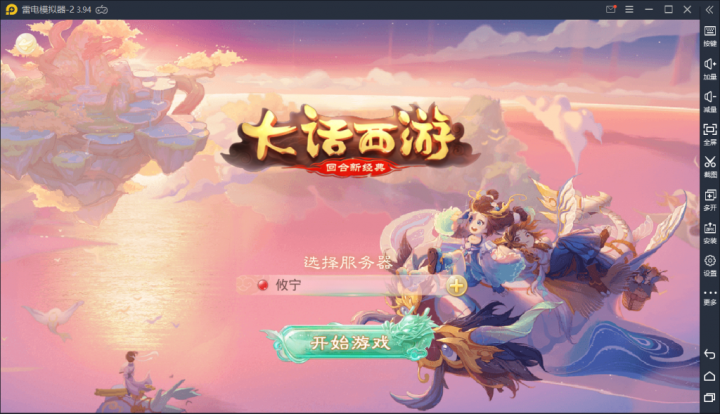 雷电模拟器-2 3.94
大话西游
回合新经典
选择服务器
攸宁
开始游戏
按键
加量
减量
全屏
截图
多开
安装
设置
更多